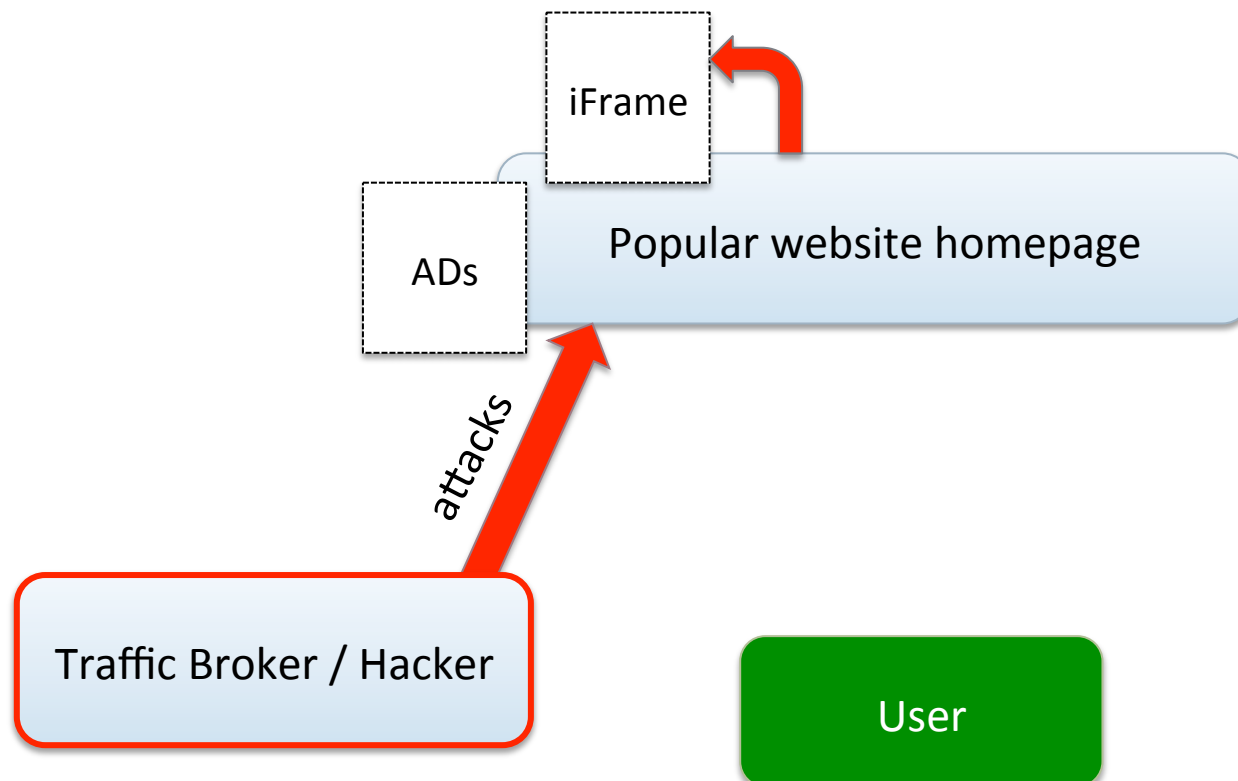 iFrame
Popular website homepage
ADs
attacks
Traffic Broker / Hacker
User